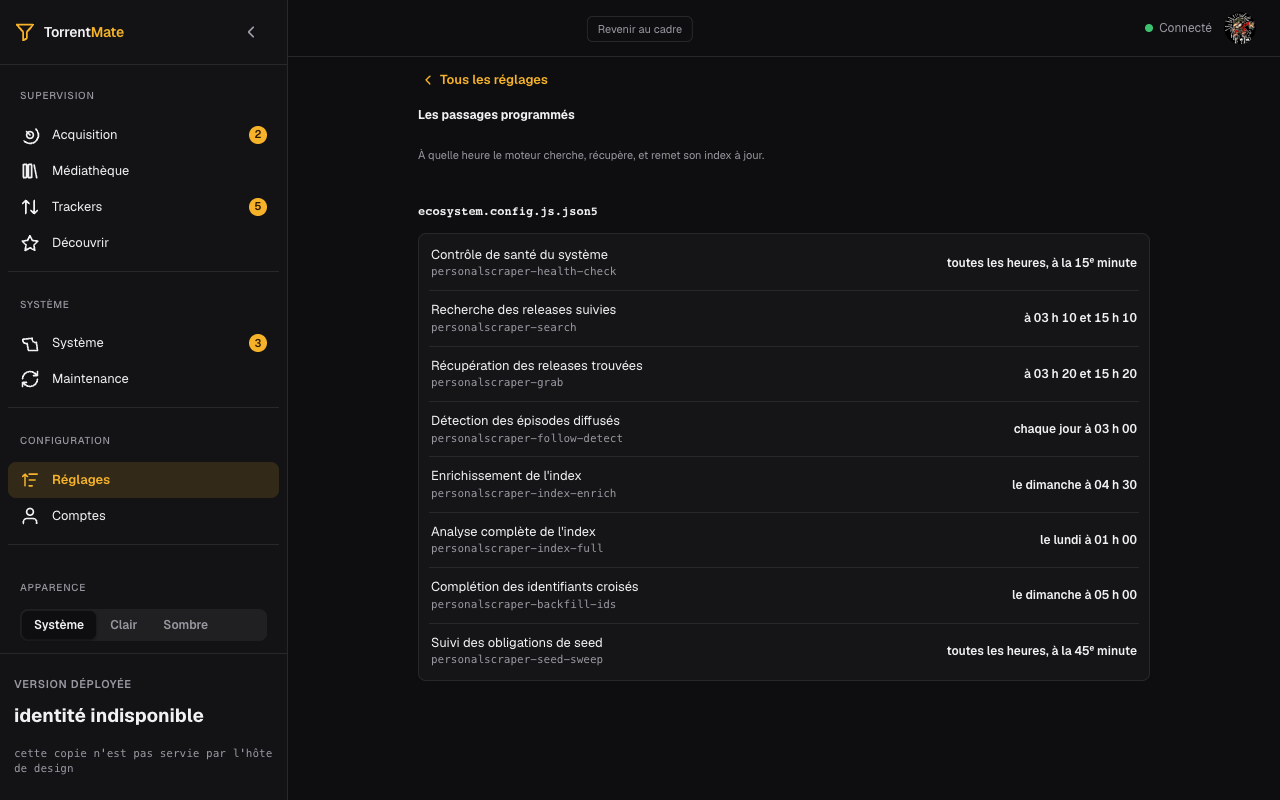 TorrentMate
Revenir au cadre
Connecté
SUPERVISION
Acquisition 2
Médiathèque
Trackers 5
Découvrir
SYSTÈME
Système 3
Maintenance
CONFIGURATION
Réglages
Comptes
APPARENCE
Système Clair Sombre
VERSION DÉPLOYÉE
identité indisponible
cette copie n'est pas servie par l'hôte
de design
Tous les réglages
Les passages programmés
À quelle heure le moteur cherche, récupère, et remet son index à jour.
ecosystem.config.js.json5
Contrôle de santé du système
personalscraper-health-check
toutes les heures, à la 15ᵉ minute
Recherche des releases suivies
personalscraper-search
à 03 h 10 et 15 h 10
Récupération des releases trouvées
personalscraper-grab
à 03 h 20 et 15 h 20
Détection des épisodes diffusés
personalscraper-follow-detect
chaque jour à 03 h 00
Enrichissement de l'index
personalscraper-index-enrich
le dimanche à 04 h 30
Analyse complète de l'index
personalscraper-index-full
le lundi à 01 h 00
Complétion des identifiants croisés
personalscraper-backfill-ids
le dimanche à 05 h 00
Suivi des obligations de seed
personalscraper-seed-sweep
toutes les heures, à la 45ᵉ minute